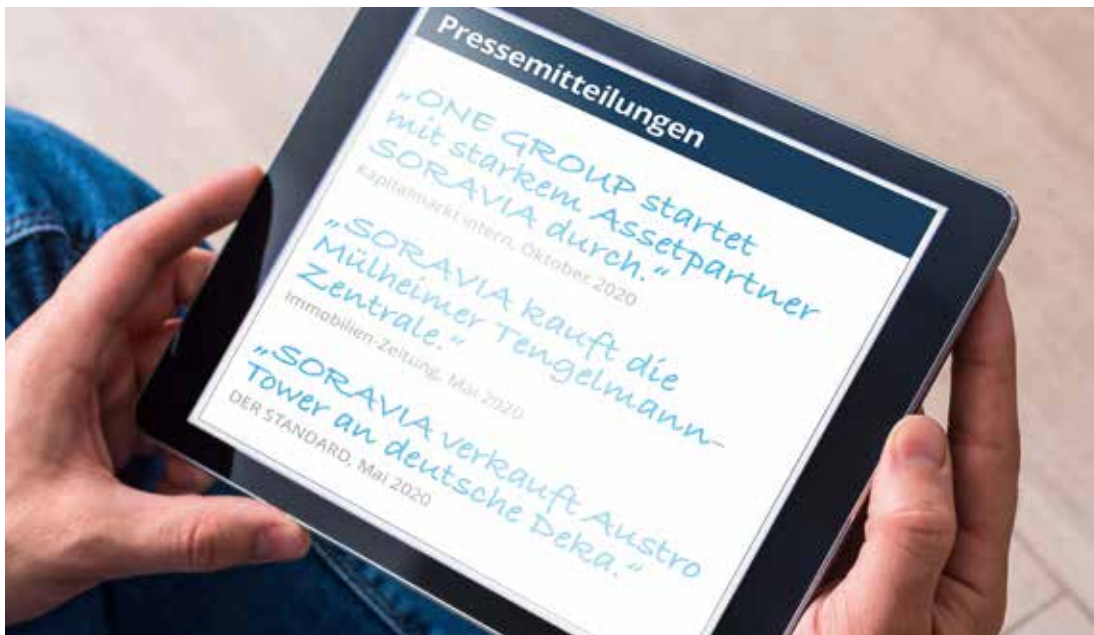 Pressemitteilungen
„ONE GROUP startet
mit starkem Assetpartner
SORAVIA durch.“
Kapitalmarkt intern, Oktober 2020
„SORAVIA kauft die
Mülheimer Tengelmann-
Zentrale.“
Immobilien-Zeitung, Mai 2020
„SORAVIA verkauft Austro
Tower an deutsche Deka.“
DER STANDARD, Mai 2020